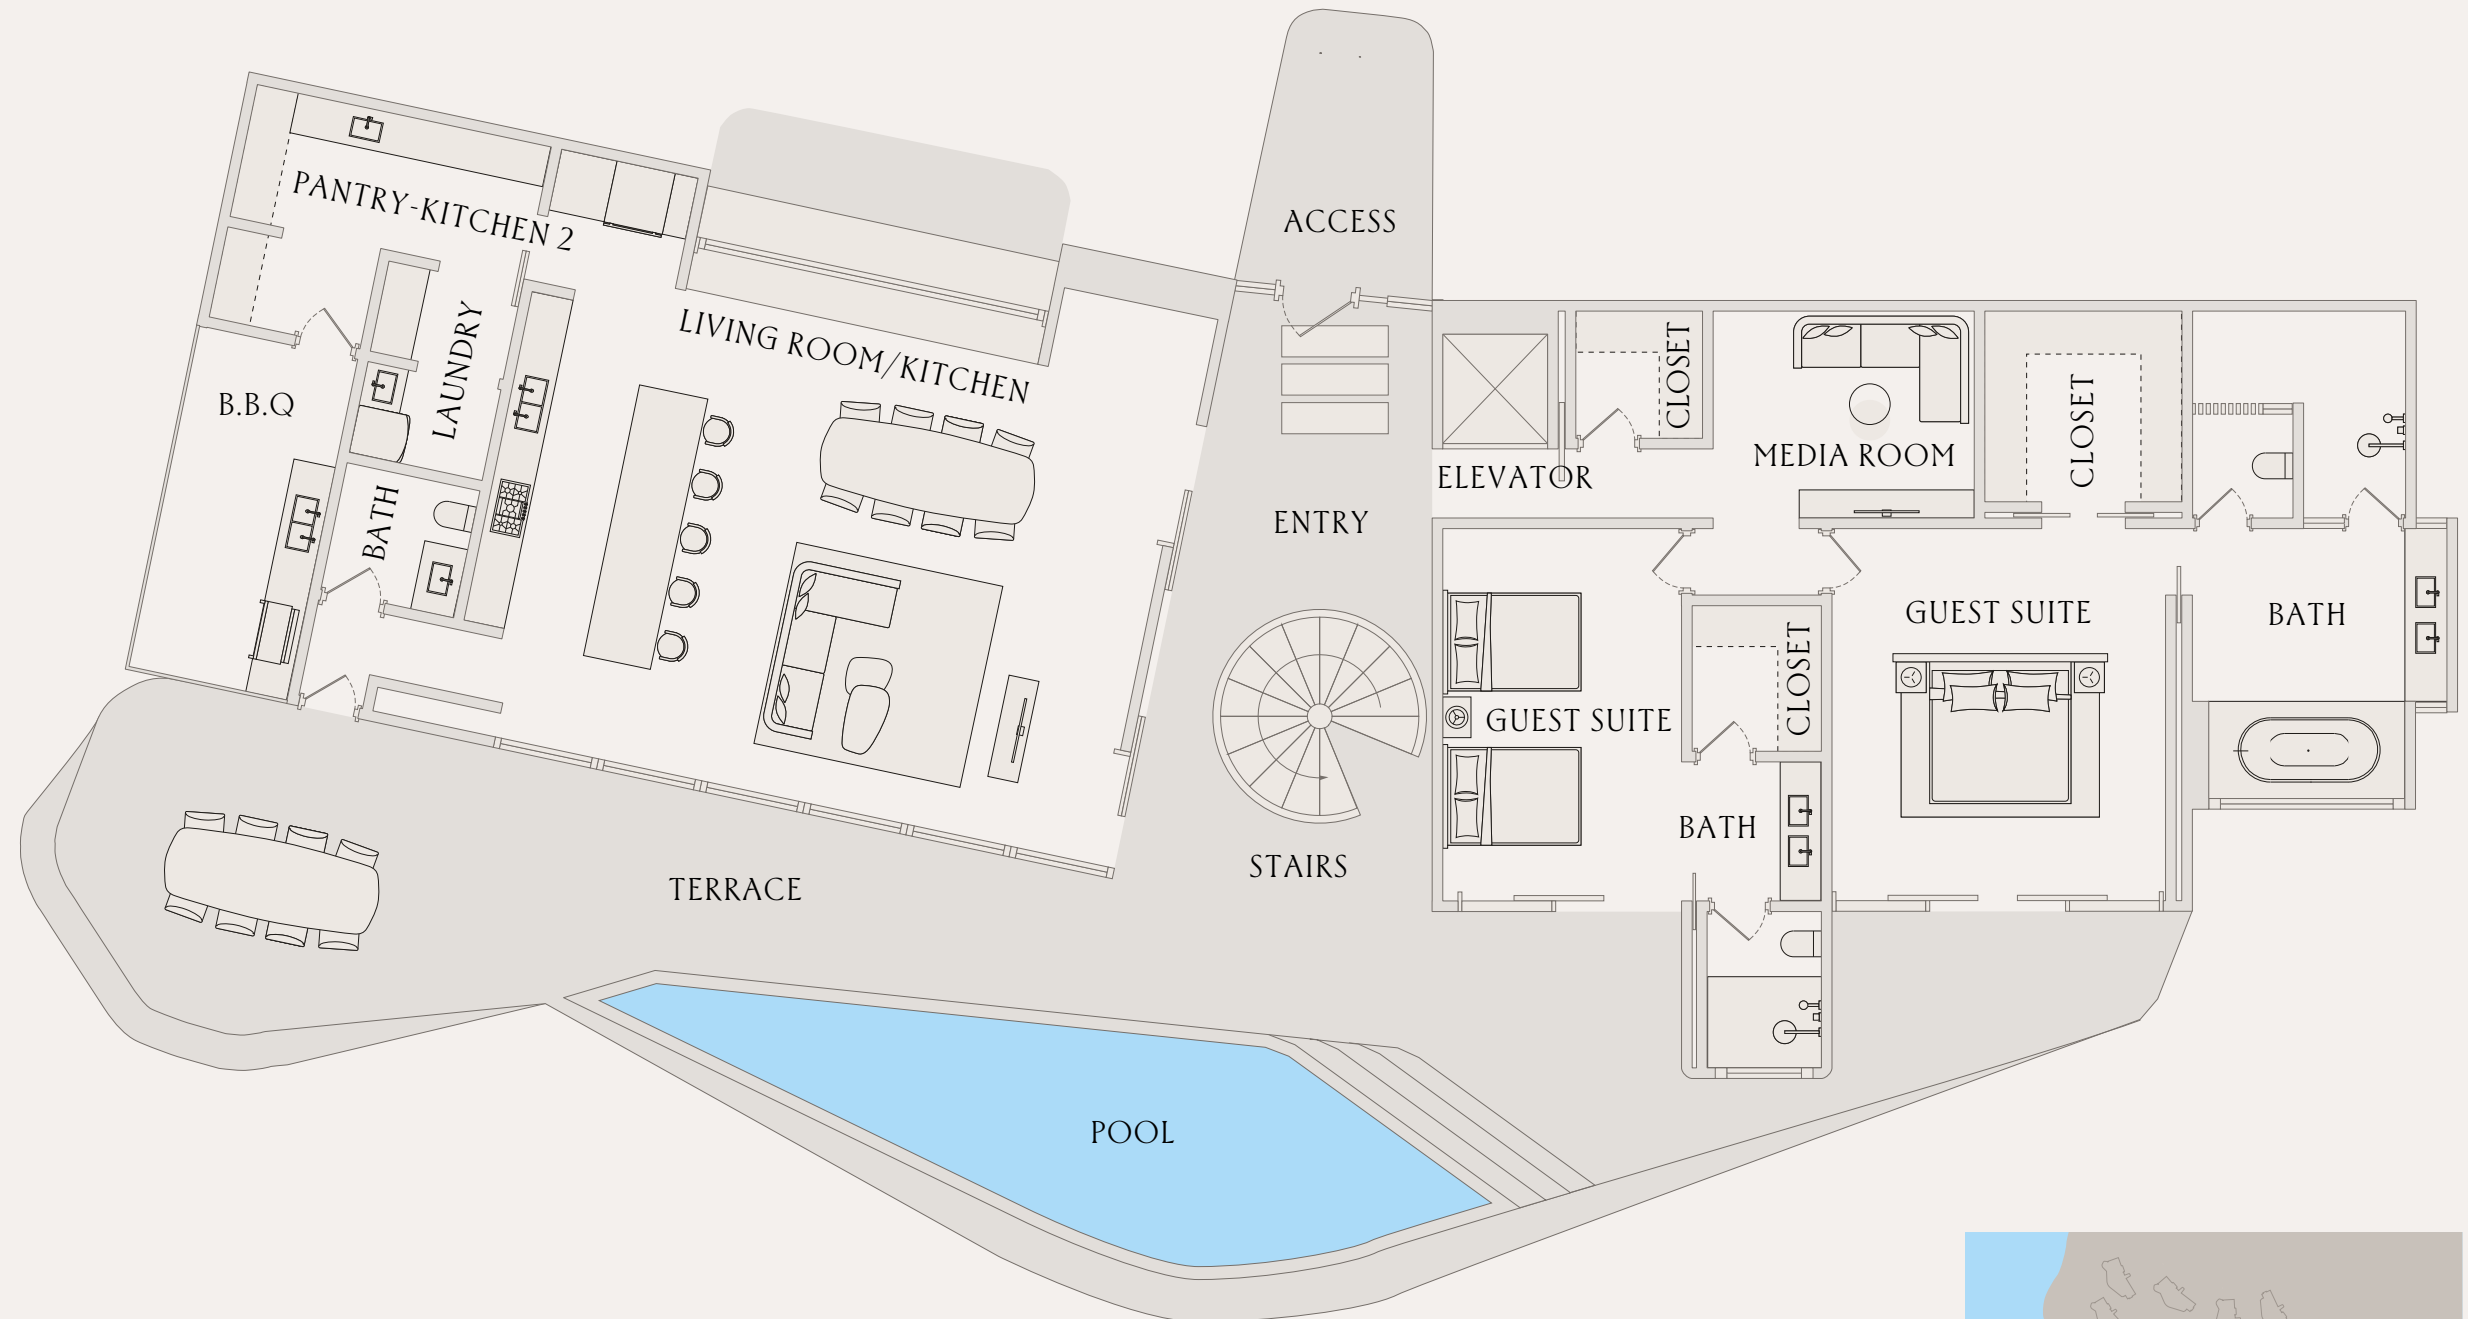 PANTRY-KITCHEN 2
ACCESS
LIVING ROOM/KITCHEN
LAUNDRY
B.B.Q
BATH
CLOSET
MEDIA ROOM
CLOSET
ELEVATOR
ENTRY
GUEST SUITE
BATH
CLOSET
GUEST SUITE
BATH
STAIRS
TERRACE
POOL